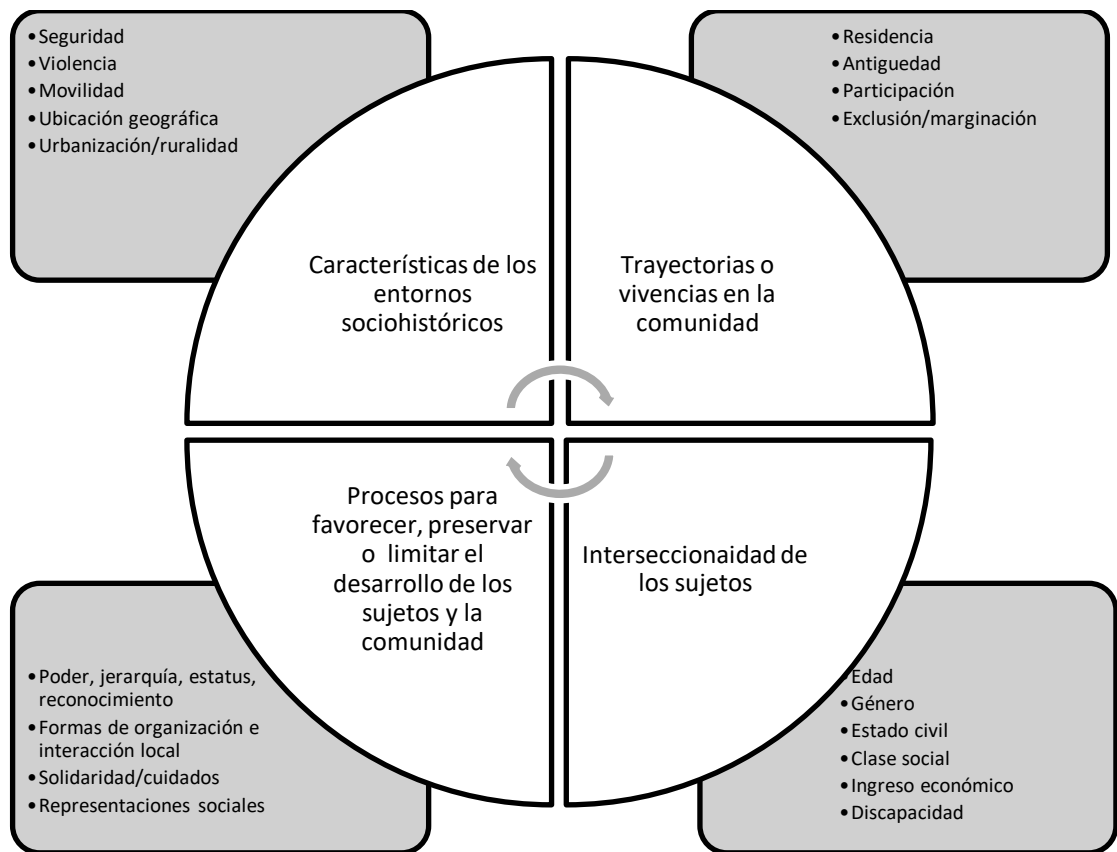 •Seguridad
•Violencia
•Movilidad
•Ubicación geográfica
•Urbanización/ruralidad
•Residencia
•Antiguedad
•Participación
•Exclusión/marginación
Características de los
entornos
sociohistóricos
Trayectorias o
vivencias en la
comunidad
Procesos para
favorecer, preservar
o limitar el
desarrollo de los
sujetos y la
comunidad
Interseccionaidad de
los sujetos
•Poder, jerarquía, estatus,
reconocimiento
•Formas de organización e
interacción local
•Solidaridad/cuidados
•Representaciones sociales
•Edad
•Género
•Estado civil
•Clase social
•Ingreso económico
•Discapacidad